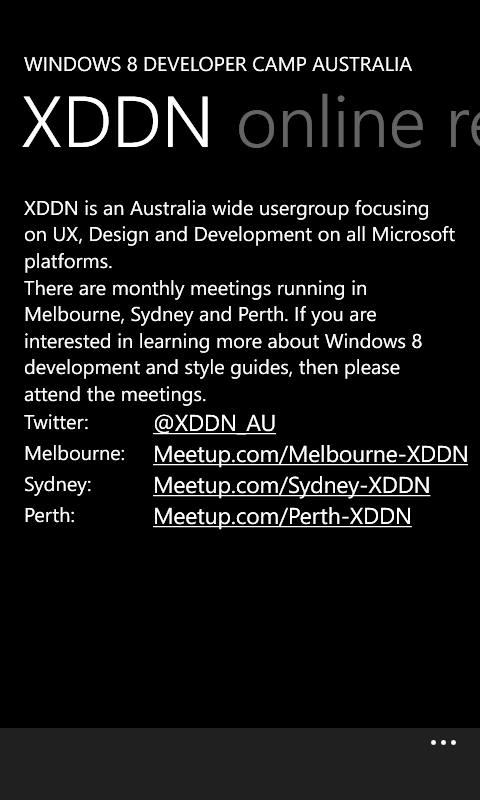 WINDOWS 8 DEVELOPER CAMP AUSTRALIA
XDDN online re
XDDN is an Australia wide usergroup focusing
on UX, Design and Development on all Microsoft
platforms.
There are monthly meetings running in
Melbourne, Sydney and Perth. If you are
interested in learning more about Windows 8
development and style guides, then please
attend the meetings.
Twitter: @XDDN_AU
Melbourne: Meetup.com/Melbourne-XDDN
Sydney: Meetup.com/Sydney-XDDN
Perth: Meetup.com/Perth-XDDN